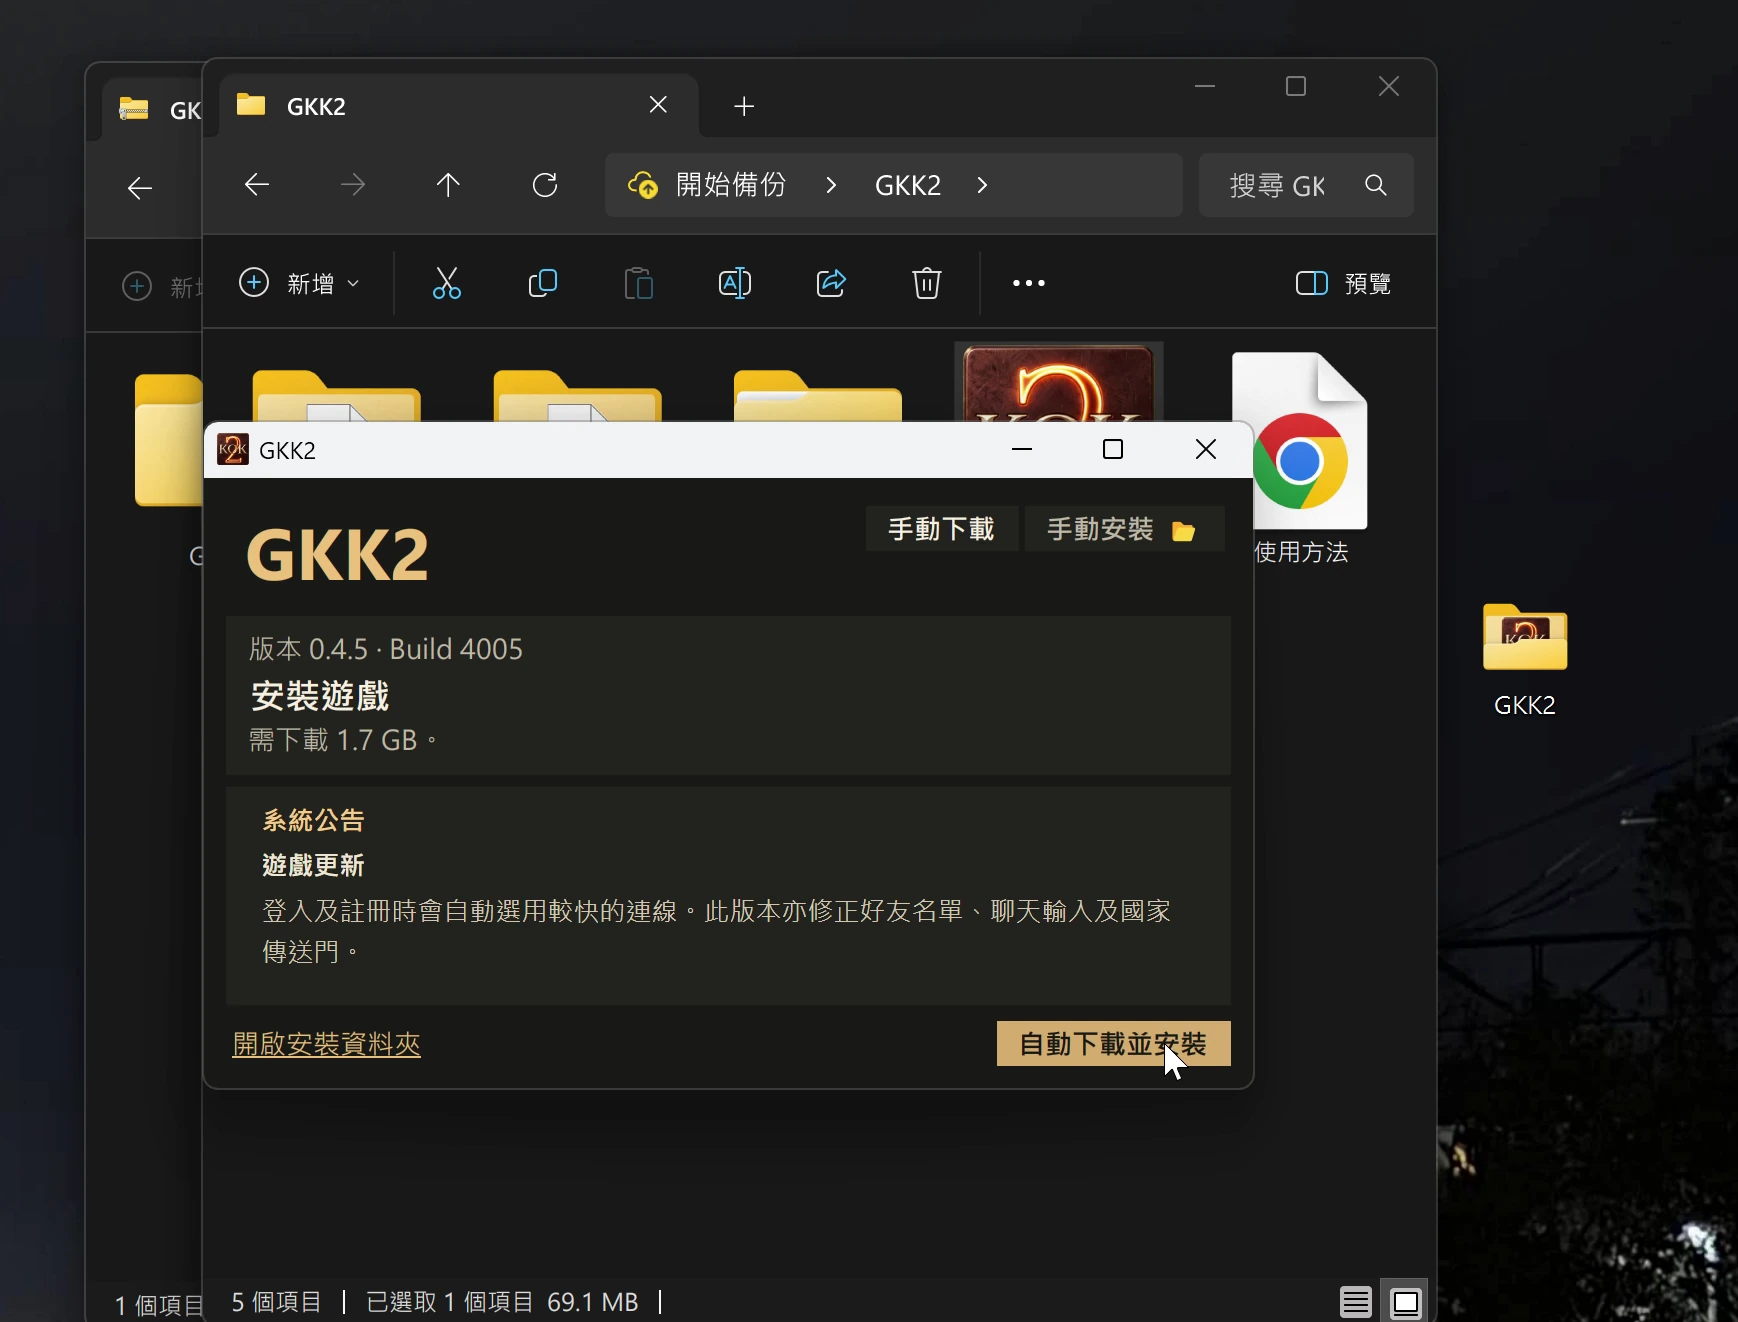 GK
GKK2
開始備份
GKK2
搜尋 GK
新增
預覽
使用方法
GKK2
GKK2
手動下載
手動安裝
版本 0.4.5 · Build 4005
安裝遊戲
需下載 1.7 GB。
系統公告
遊戲更新
登入及註冊時會自動選用較快的連線。此版本亦修正好友名單、聊天輸入及國家
傳送門。
開啟安裝資料夾
自動下載並安裝
GKK2
1 個項目
5 個項目
已選取 1 個項目 69.1 MB